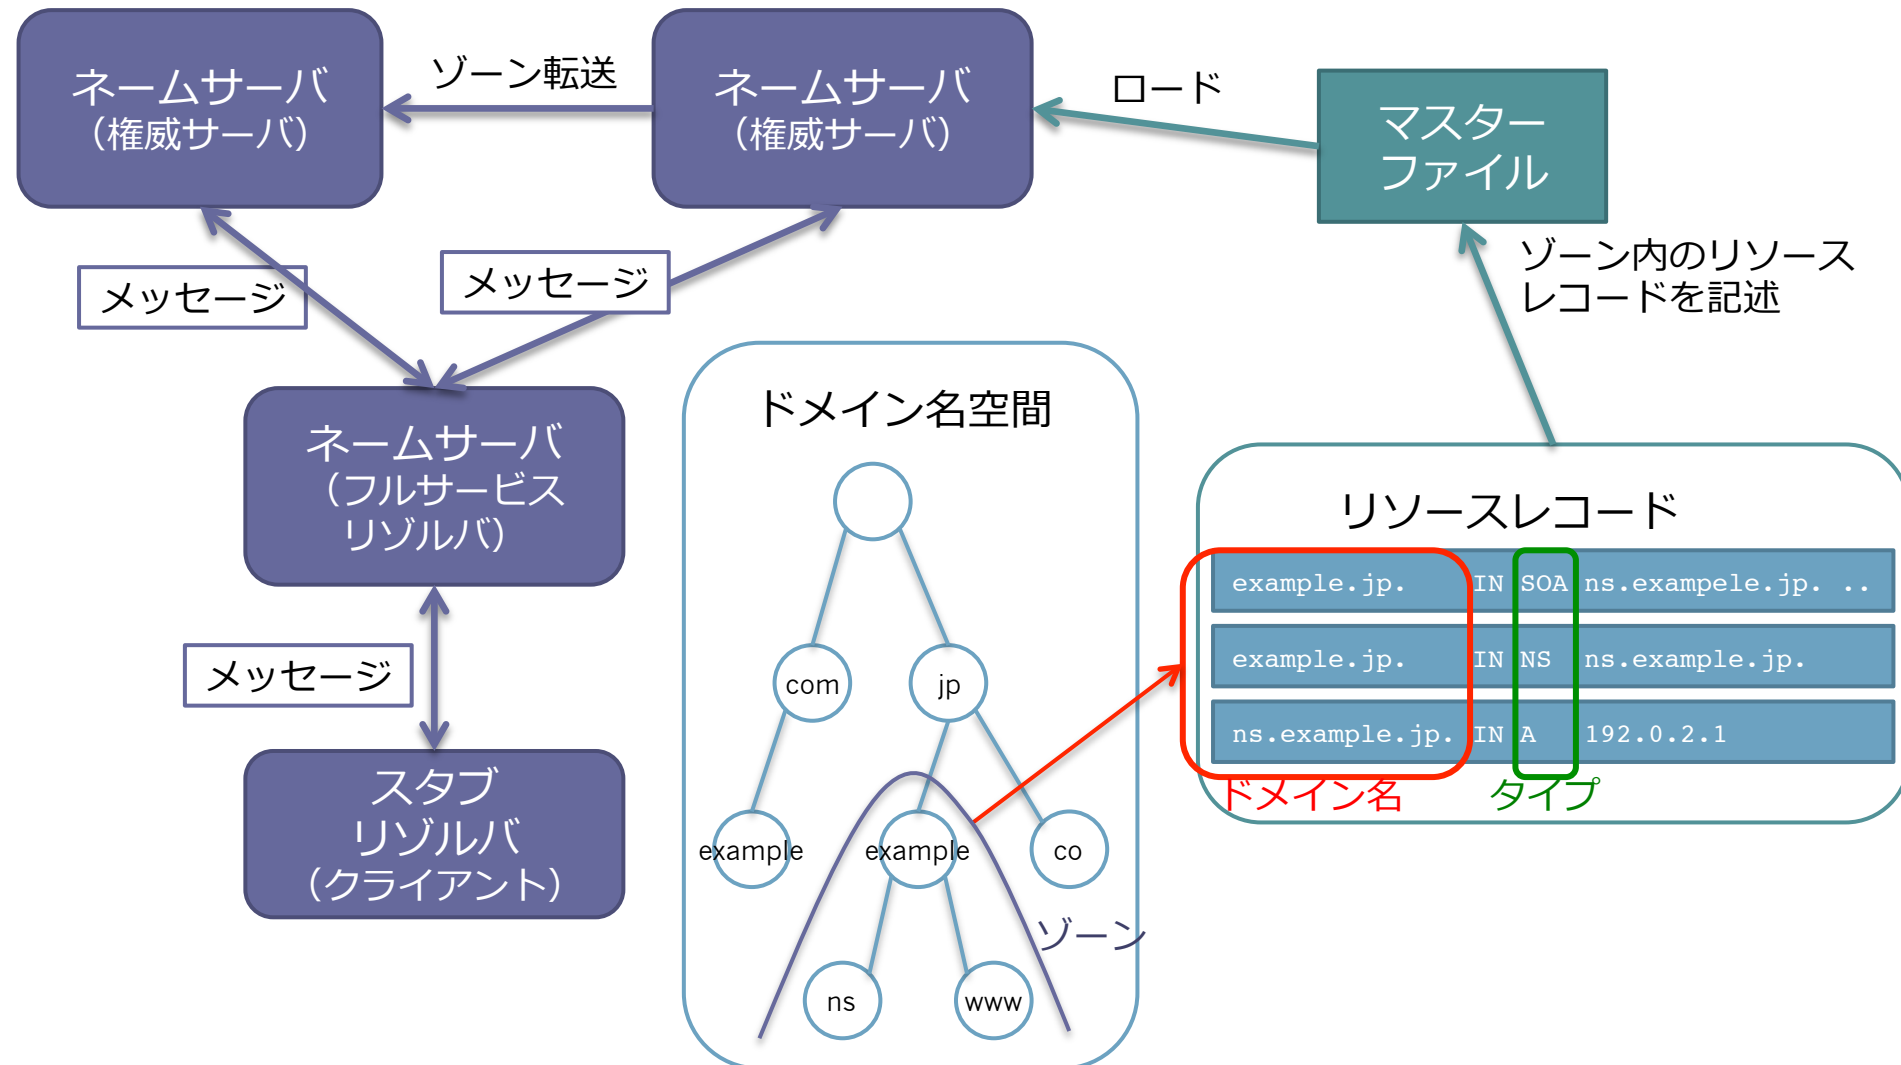 ネームサーバ
（権威サーバ）
ゾーン転送
ネームサーバ
（権威サーバ）
ロード
マスター
ファイル
メッセージ
メッセージ
ゾーン内のリソース
レコードを記述
ネームサーバ
（フルサービス
リゾルバ）
メッセージ
スタブ
リゾルバ
（クライアント）
ドメイン名空間
com
jp
example
example
co
ゾーン
ns
www
リソースレコード
example.jp. IN SOA ns.exampele.jp. ..
example.jp. IN NS ns.example.jp.
ns.example.jp. IN A 192.0.2.1
ドメイン名
タイプ